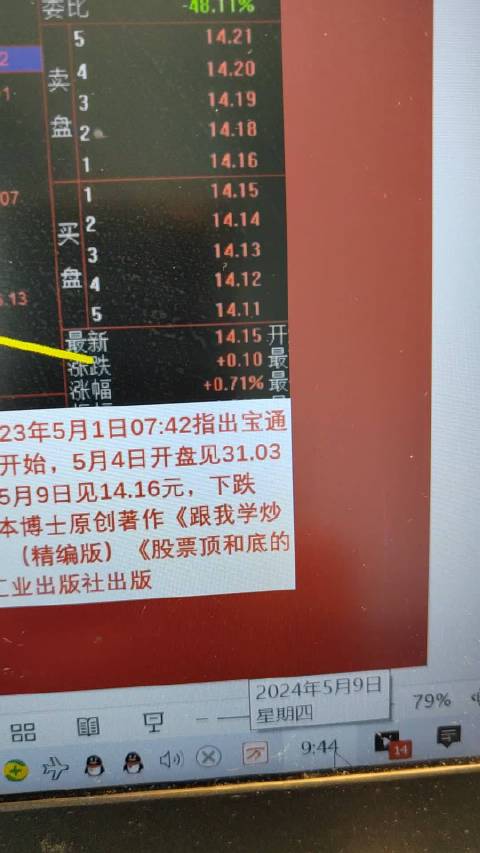 委比 -48.11%
5 14.21
卖 4 14.20
3 14.19
盘 2 14.18
1 14.16
1 14.15
买 2 14.14
3 14.13
盘 4 14.12
5 14.11
最新 14.15 开
涨跌 +0.10 最
涨幅 +0.71% 最
2
1
07
.13
23年5月1日07:42指出宝通
开始，5月4日开盘见31.03
5月9日见14.16元，下跌
本博士原创著作《跟我学炒
（精编版）《股票顶和底的
工业出版社出版
2024年5月9日
星期四
79%
万
9:44
14